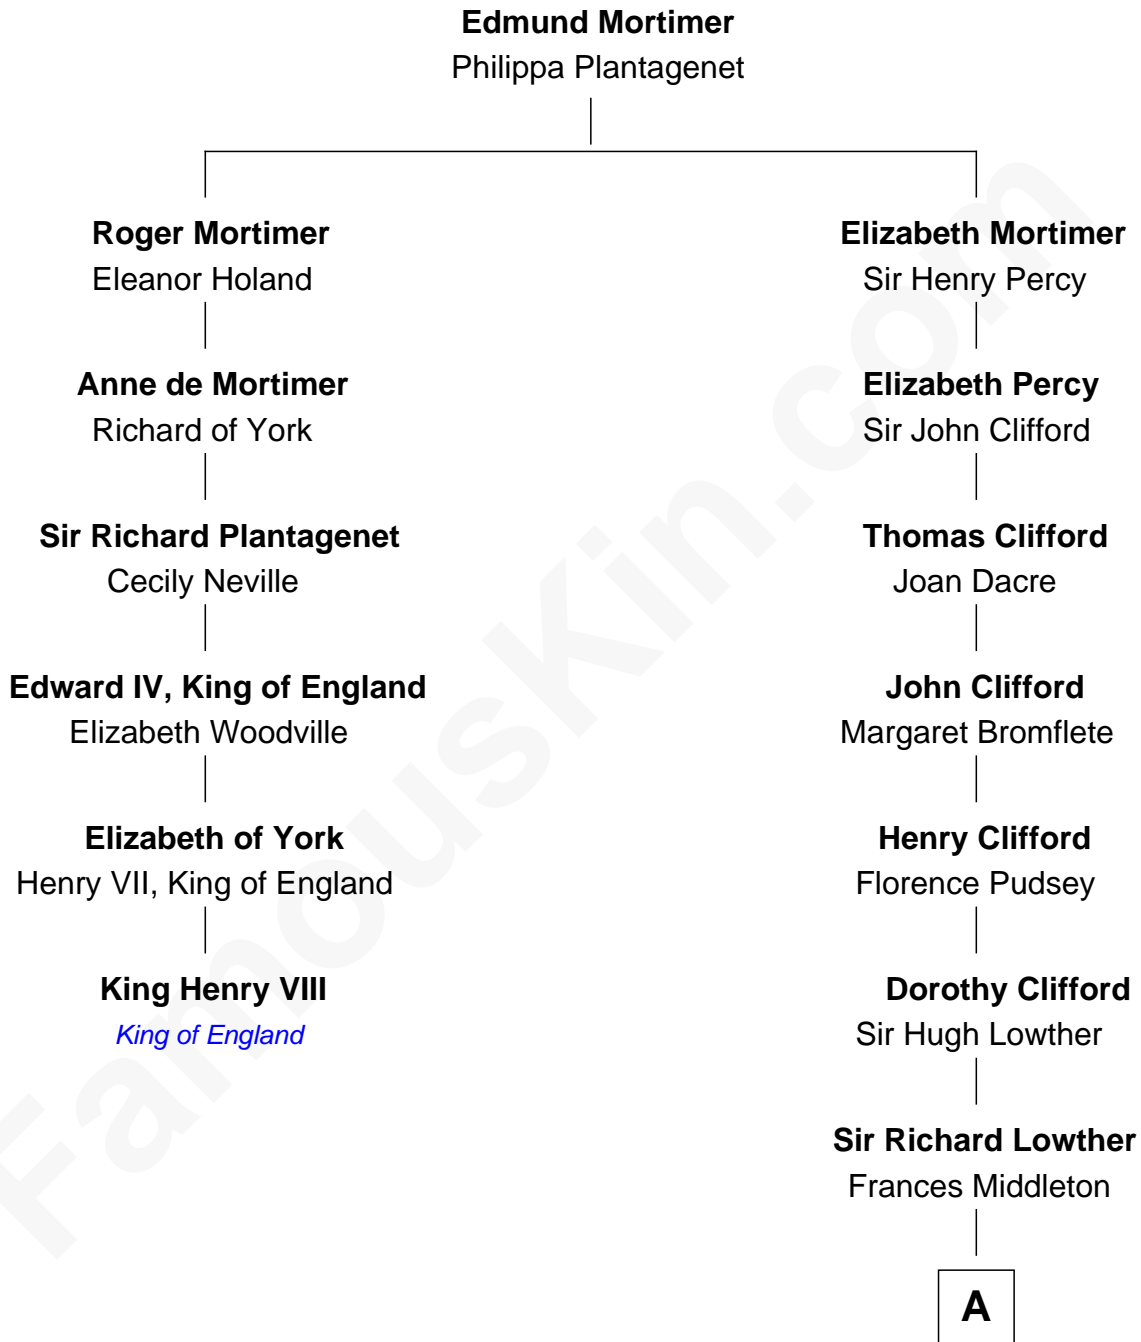 Edmund Mortimer
Philippa Plantagenet
Roger Mortimer
Eleanor Holand
Anne de Mortimer
Richard of York
Sir Richard Plantagenet
Cecily Neville
Edward IV, King of England
Elizabeth Woodville
Elizabeth of York
Henry VII, King of England
King Henry VIII
King of England
Elizabeth Mortimer
Sir Henry Percy
Elizabeth Percy
Sir John Clifford
Thomas Clifford
Joan Dacre
John Clifford
Margaret Bromflete
Henry Clifford
Florence Pudsey
Dorothy Clifford
Sir Hugh Lowther
Sir Richard Lowther
Frances Middleton
A
FamousKin.com